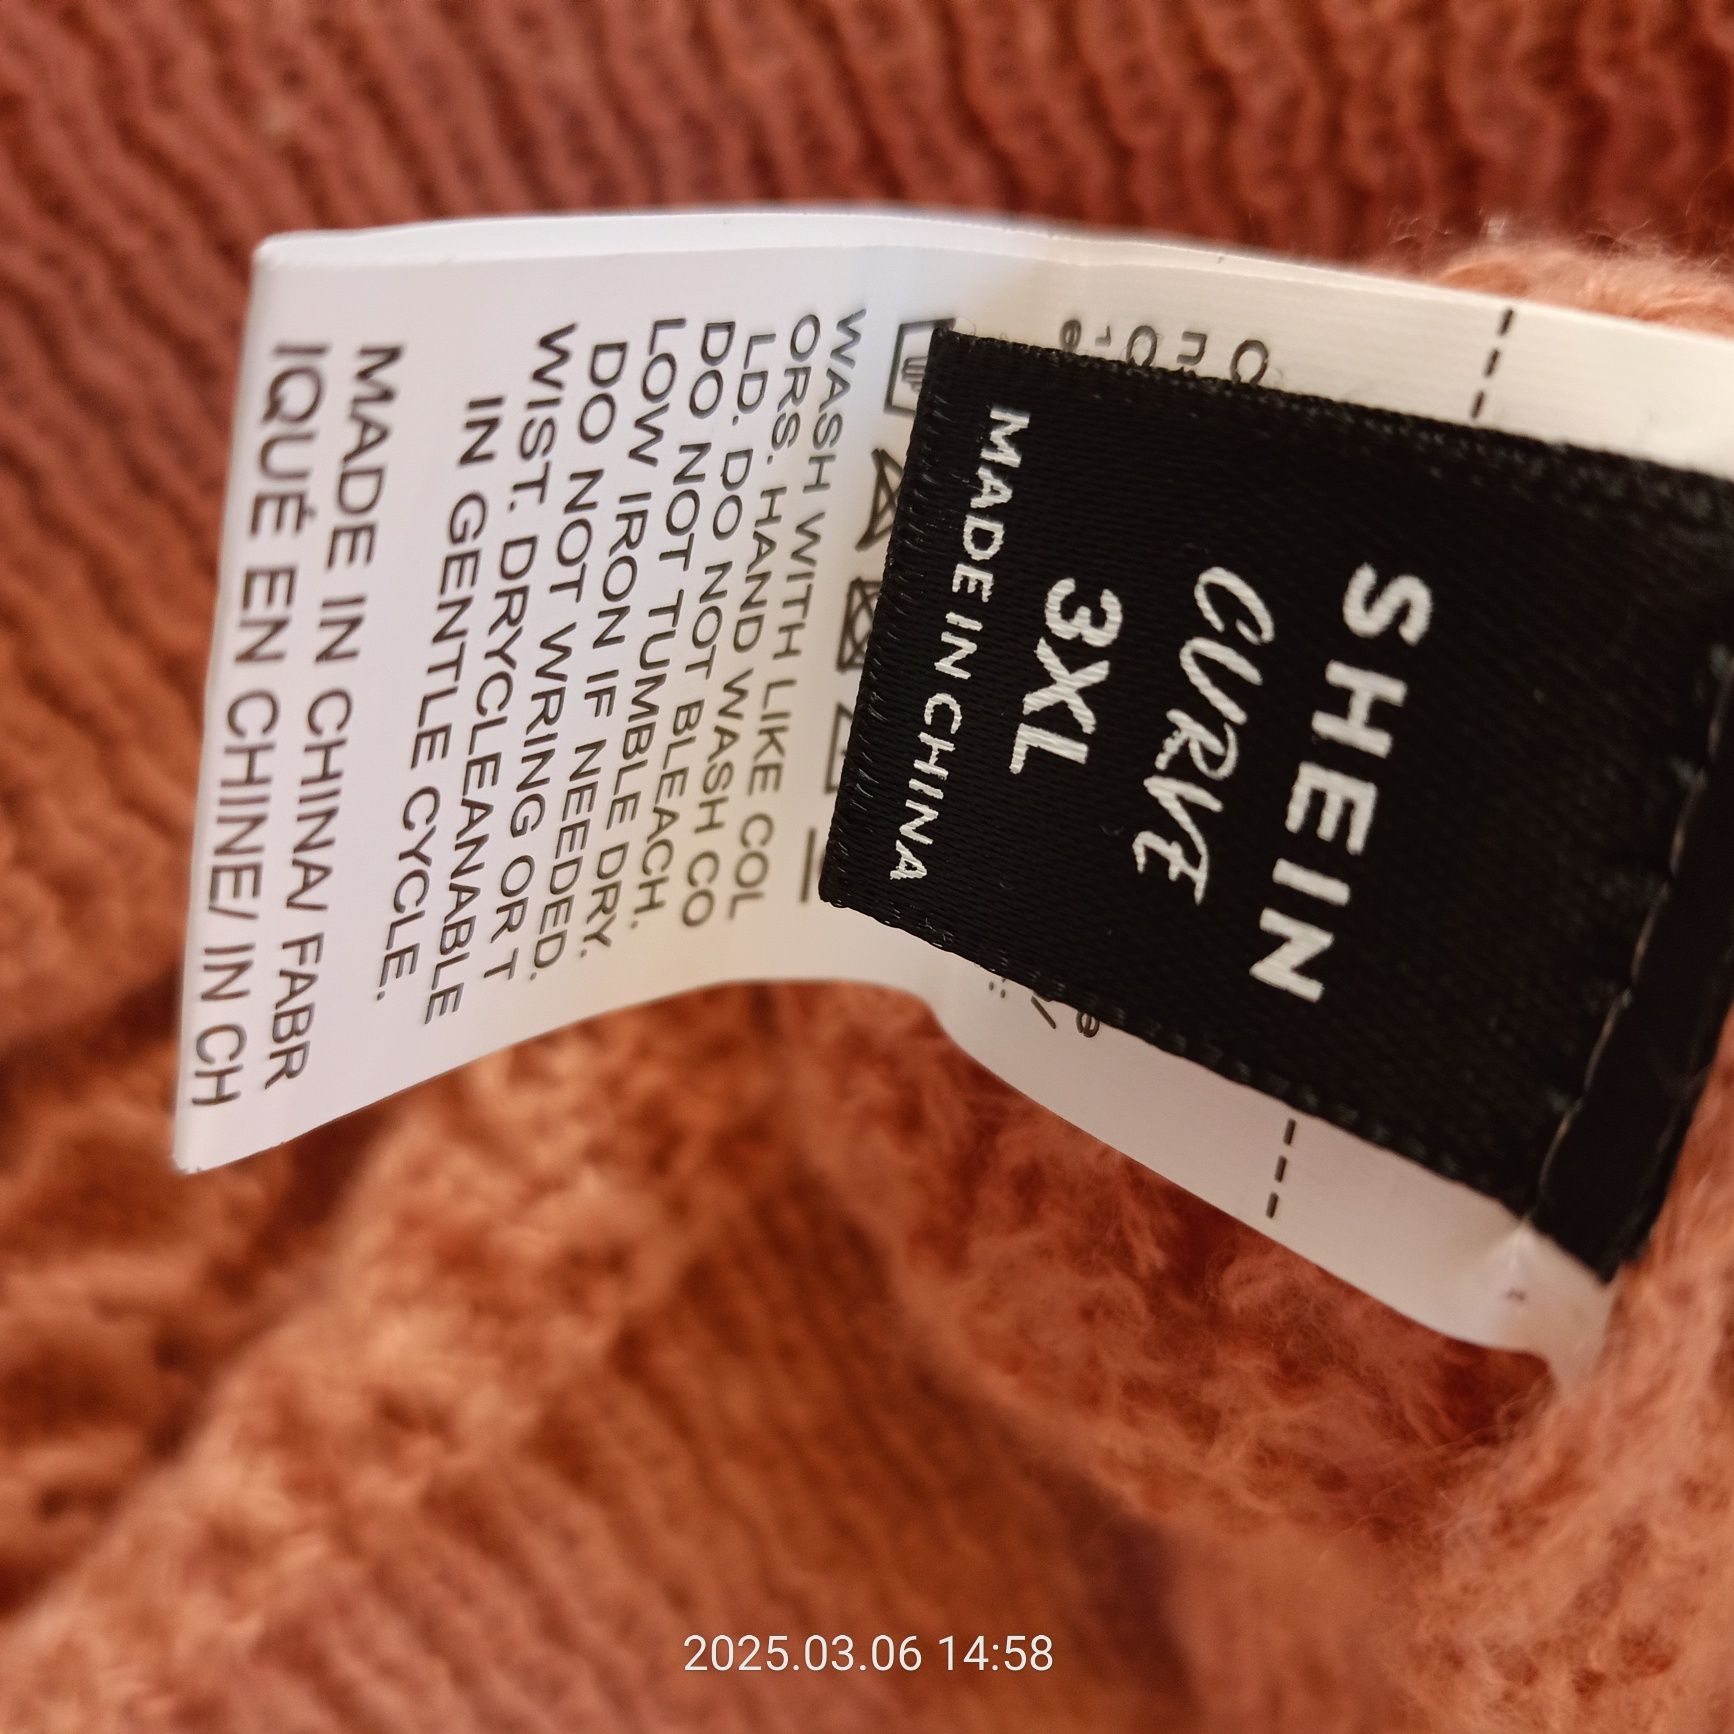 SHEIN
CURVE
3XL
MADE IN CHINA
WASH WITH LIKE COL
ORS. HAND WASH CO
LD. DO NOT BLEACH.
DO NOT TUMBLE DRY.
LOW IRON IF NEEDED.
DO NOT WRING OR T
WIST. DRYCLEANABLE
IN GENTLE CYCLE.
MADE IN CHINA/ FABR
IQUÉ EN CHINE/ IN CH
2025.03.06 14:58